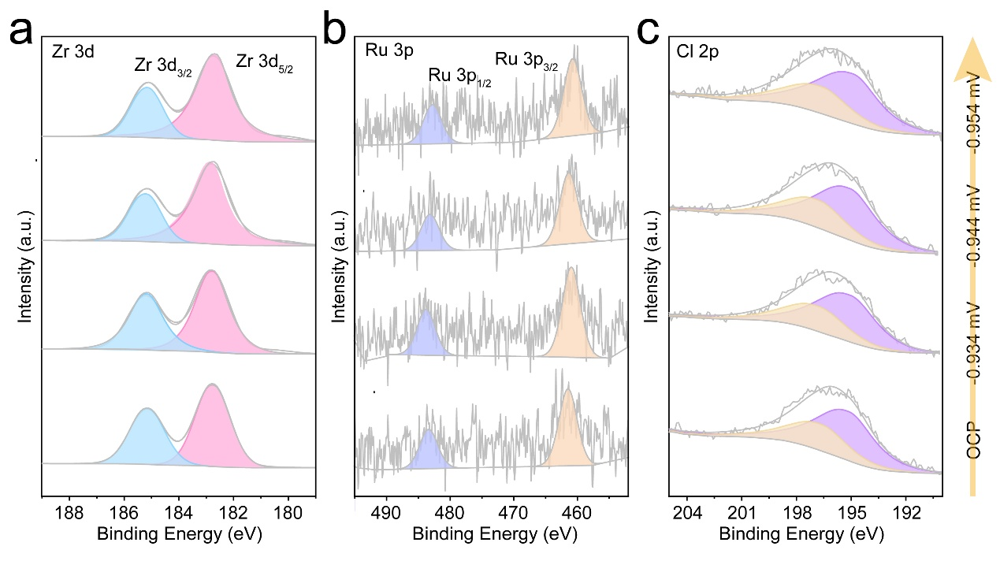 a
b
c
Zr 3d
Zr 3d3/2
Zr 3d5/2
Ru 3p
Ru 3p1/2
Ru 3p3/2
Cl 2p
Intensity (a.u.)
Intensity (a.u.)
Intensity (a.u.)
-0.954 mV
-0.944 mV
-0.934 mV
OCP
188 186 184 182 180
490 480 470 460
204 201 198 195 192
Binding Energy (eV)
Binding Energy (eV)
Binding Energy (eV)